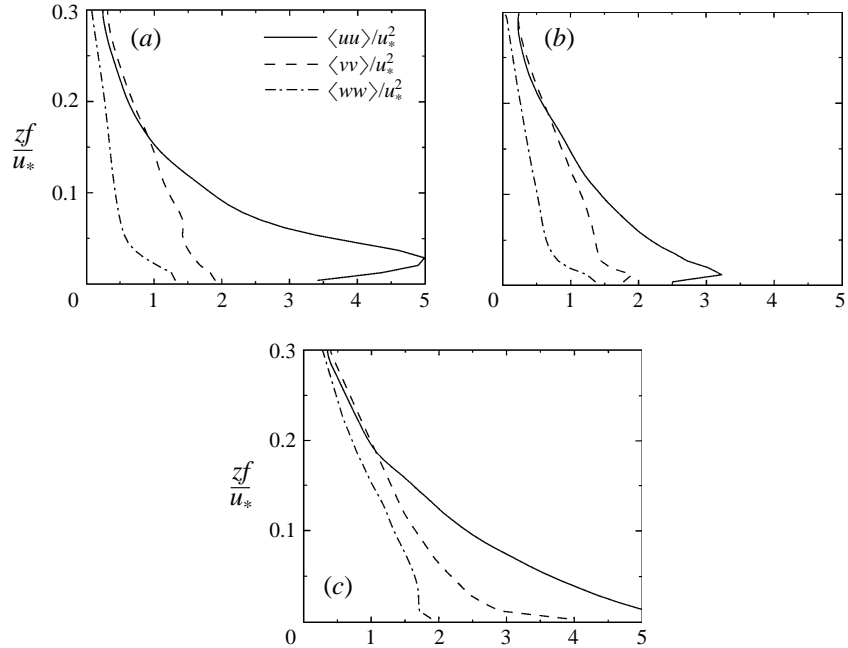 0.3
(a)
⟨uu⟩/u*²
⟨vv⟩/u*²
⟨ww⟩/u*²
0.2
zf
u*
0.1
0 1 2 3 4 5
(b)
0 1 2 3 4 5
0.3
0.2
zf
u*
0.1
(c)
0 1 2 3 4 5